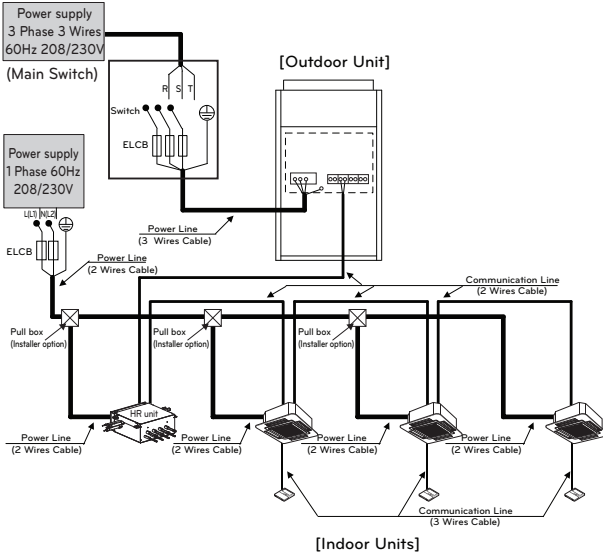 Power supply
3 Phase 3 Wires
60Hz 208/230V
(Main Switch)
R S T
Switch
ELCB
[Outdoor Unit]
Power supply
1 Phase 60Hz
208/230V
L(L1) N(L2)
ELCB
Power Line
(3 Wires Cable)
Power Line
(2 Wires Cable)
Communication Line
(2 Wires Cable)
Pull box
(Installer option)
Pull box
(Installer option)
Pull box
(Installer option)
HR unit
Power Line
(2 Wires Cable)
Power Line
(2 Wires Cable)
Power Line
(2 Wires Cable)
Power Line
(2 Wires Cable)
Communication Line
(3 Wires Cable)
[Indoor Units]